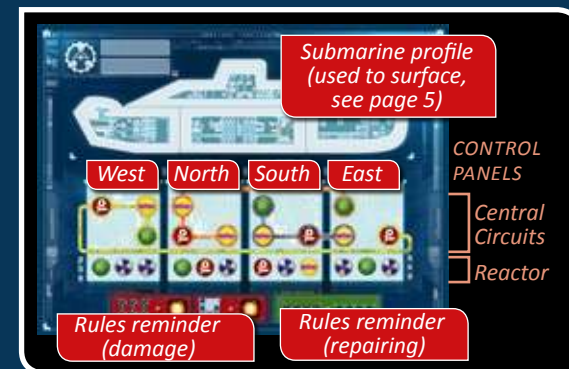 Submarine profile
(used to surface,
see page 5)
CONTROL
PANELS
West
North
South
East
Central
Circuits
Reactor
Rules reminder
(damage)
Rules reminder
(repairing)